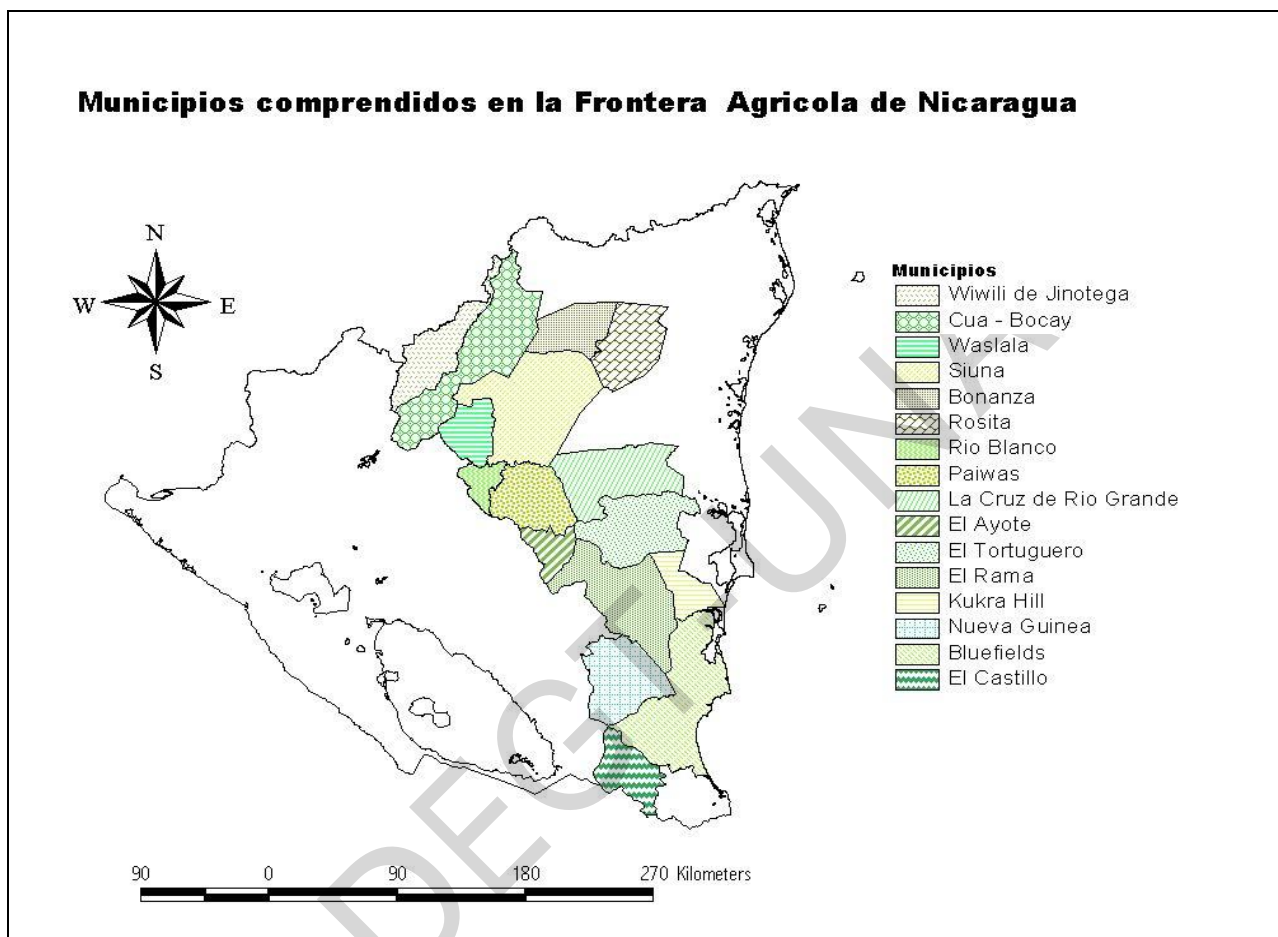 Municipios comprendidos en la Frontera Agricola de Nicaragua
N
W E
S
Municipios
Wiwili de Jinotega
Cua - Bocay
Waslala
Siuna
Bonanza
Rosita
Rio Blanco
Paiwas
La Cruz de Rio Grande
El Ayote
El Tortuguero
El Rama
Kukra Hill
Nueva Guinea
Bluefields
El Castillo
90 0 90 180 270 Kilometers